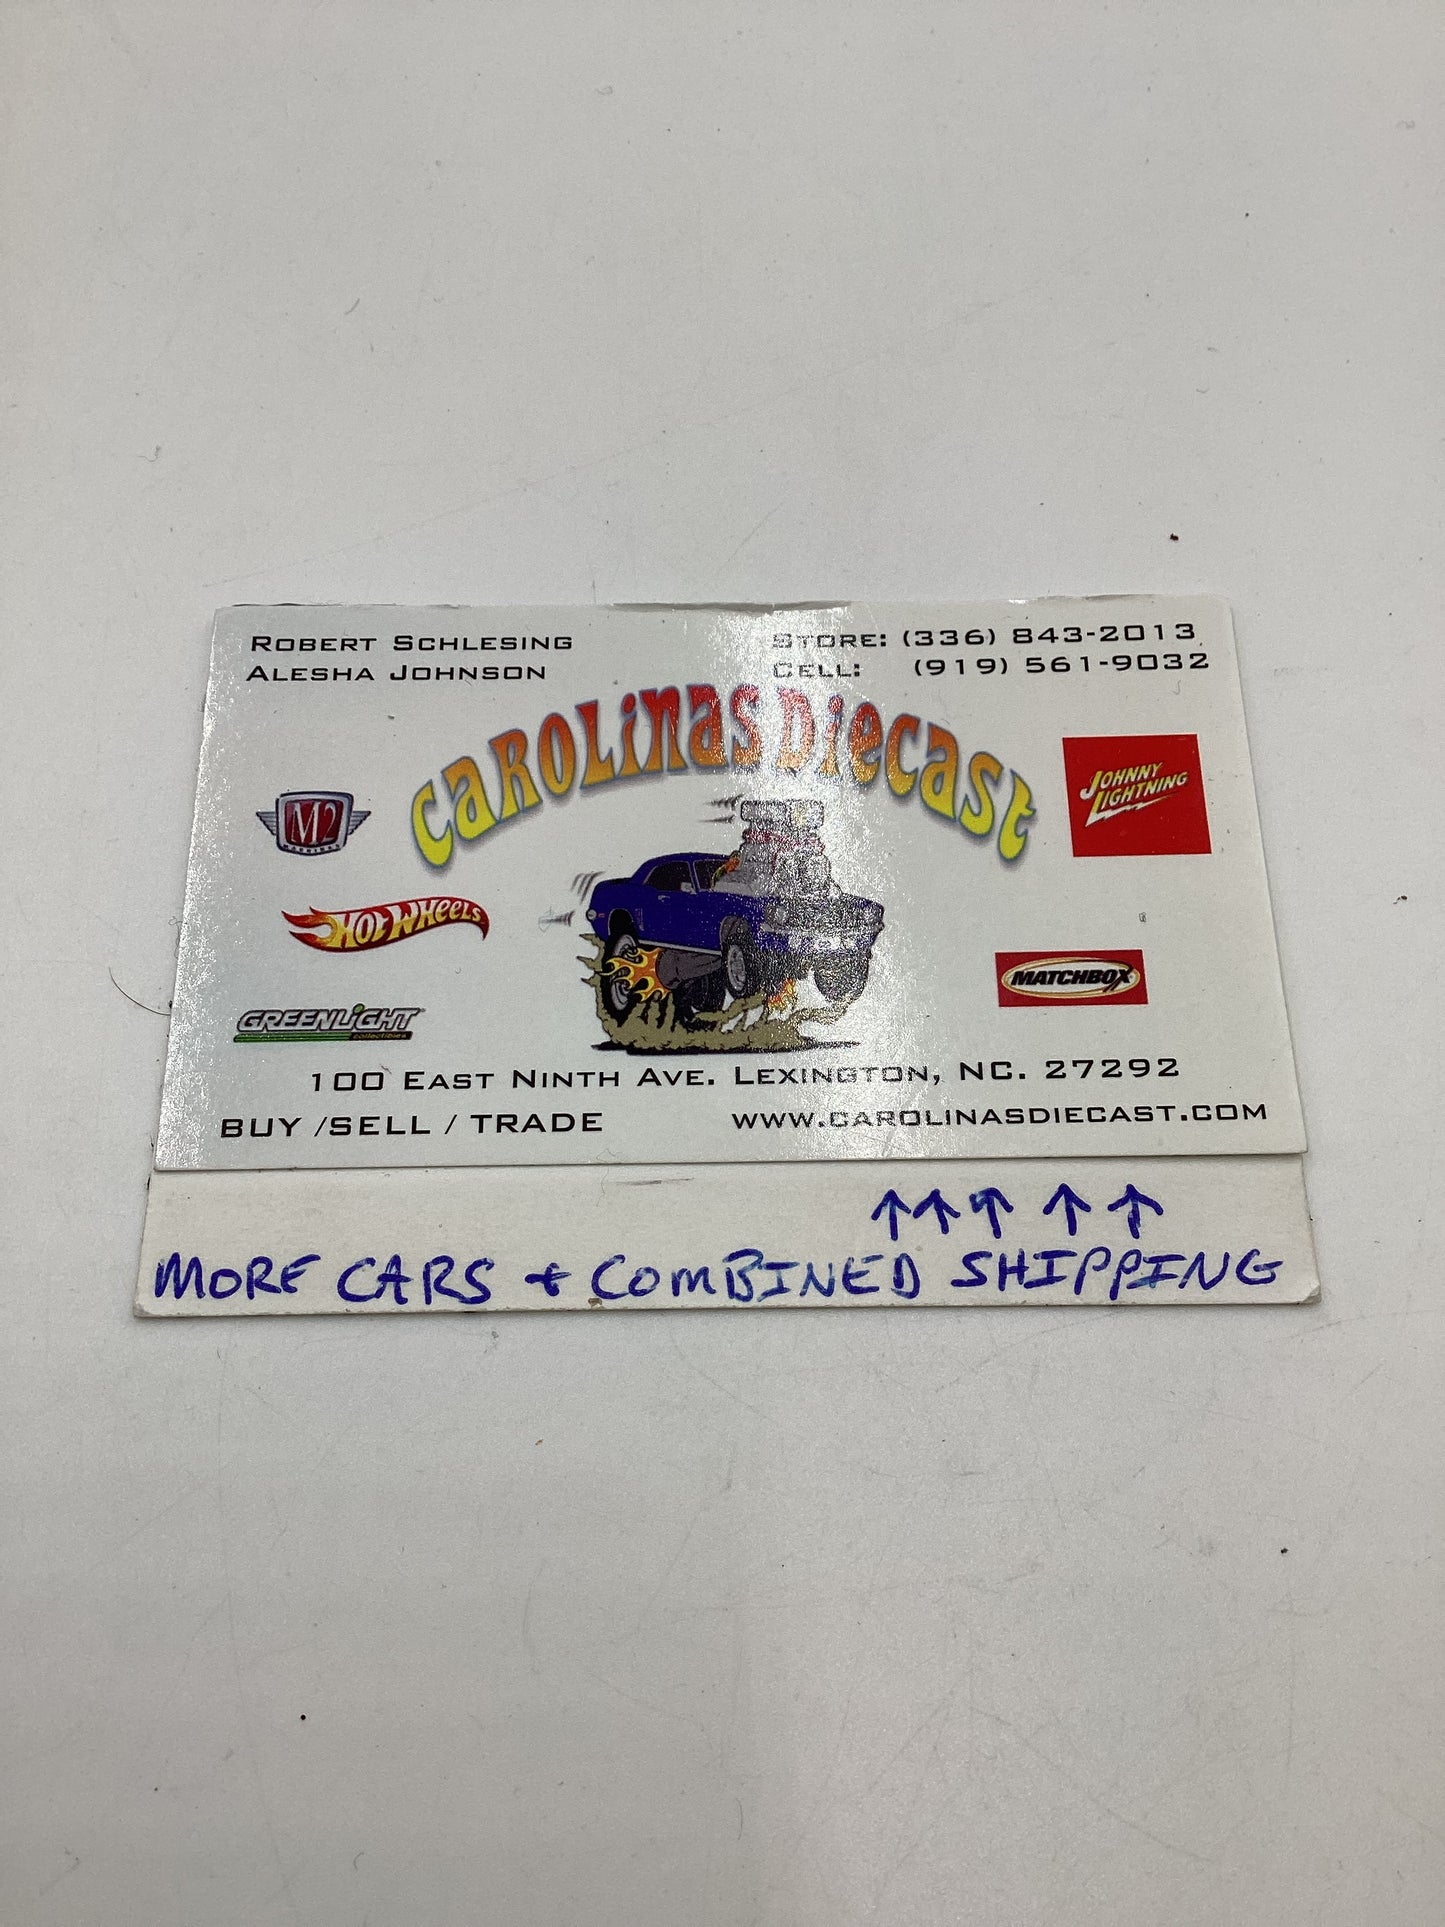 ROBERT SCHLESING
ALESHA JOHNSON
STORE: (336) 843-2013
CELL: (919) 561-9032
CAROLINAS DIECAST
M2
MACHINES
JOHNNY
LIGHTNING
HOT WHEELS
MATCHBOX
GREENLIGHT
collectibles
100 EAST NINTH AVE. LEXINGTON, NC. 27292
BUY /SELL / TRADE
WWW.CAROLINASDIECAST.COM
↑ ↑ ↑ ↑ ↑
MORE CARS + COMBINED SHIPPING